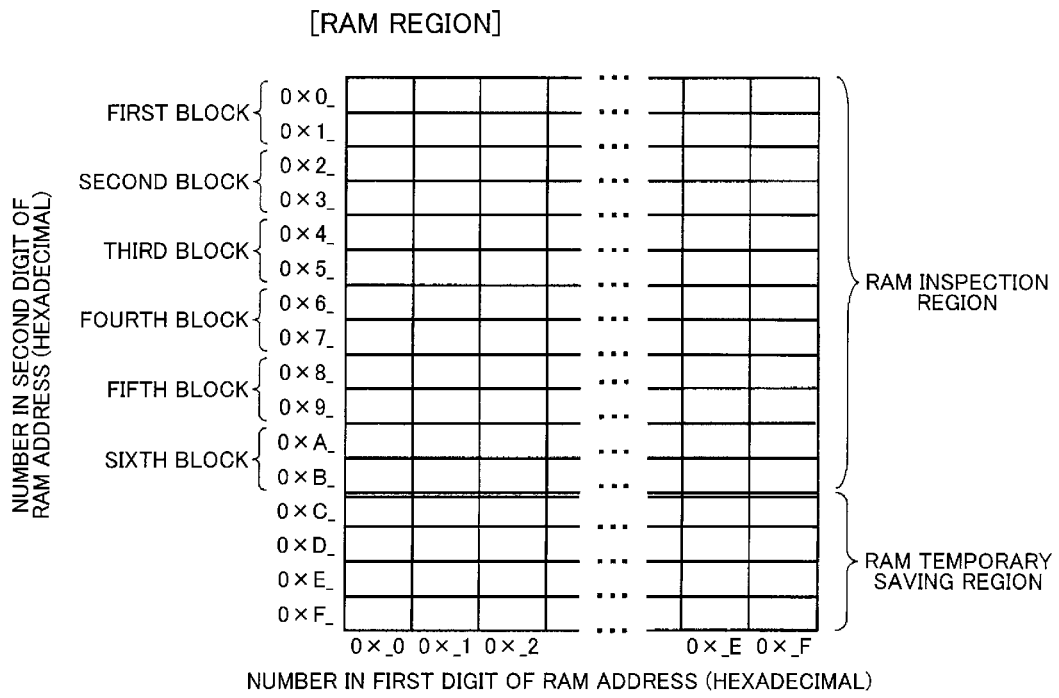 [RAM REGION]
NUMBER IN SECOND DIGIT OF
RAM ADDRESS (HEXADECIMAL)
FIRST BLOCK
0×0_
0×1_
SECOND BLOCK
0×2_
0×3_
THIRD BLOCK
0×4_
0×5_
FOURTH BLOCK
0×6_
0×7_
FIFTH BLOCK
0×8_
0×9_
SIXTH BLOCK
0×A_
0×B_
0×C_
0×D_
0×E_
0×F_
RAM INSPECTION
REGION
RAM TEMPORARY
SAVING REGION
0×_0 0×_1 0×_2 0×_E 0×_F
NUMBER IN FIRST DIGIT OF RAM ADDRESS (HEXADECIMAL)